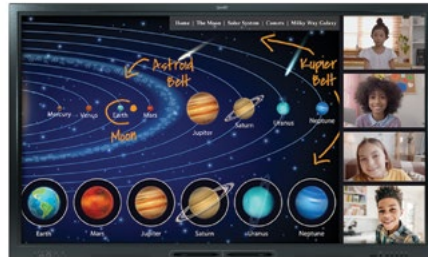 Home | The Moon | Solar System | Comets | Milky Way Galaxy
Astroid
Belt
Kupier
Belt
Mercury
Venus
Earth
Mars
Jupiter
Saturn
Uranus
Neptune
Moon
Earth
Mars
Jupiter
Saturn
Uranus
Neptune